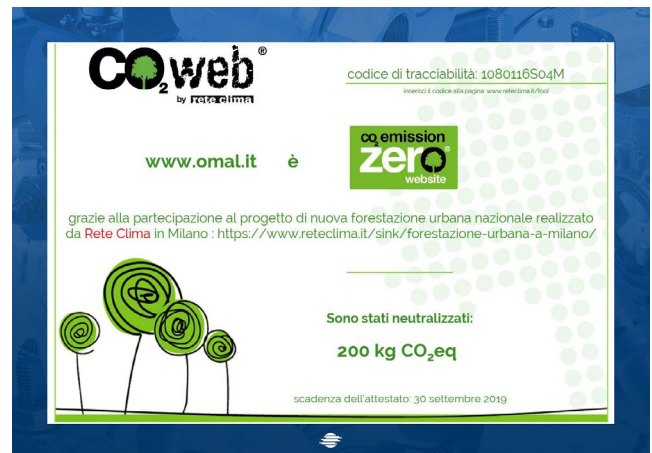 CO2 web®
by rete clima
codice di tracciabilità: 1080116S04M
inserisci il codice alla pagina www.reteclima.it/tool
www.omal.it è
co2 emission
zero®
website
grazie alla partecipazione al progetto di nuova forestazione urbana nazionale realizzato
da Rete Clima in Milano : https://www.reteclima.it/sink/forestazione-urbana-a-milano/
Sono stati neutralizzati:
200 kg CO₂eq
scadenza dell'attestato: 30 settembre 2019